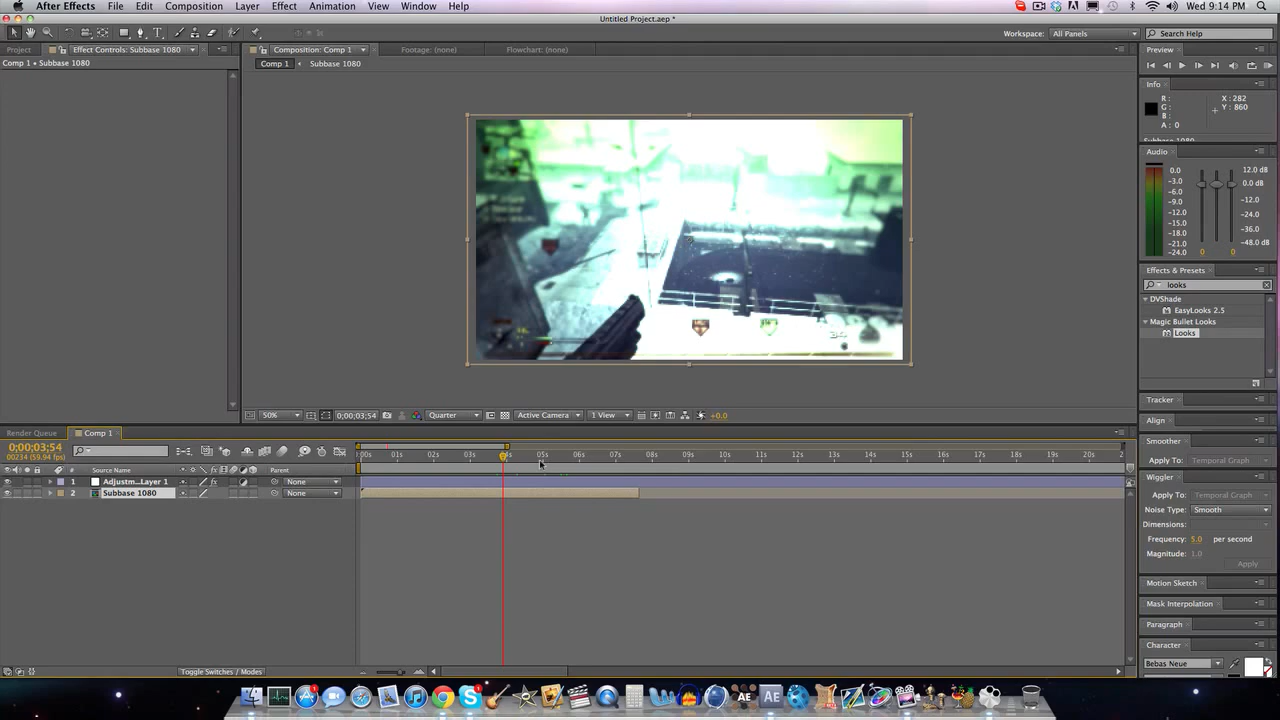 After Effects File Edit Composition Layer Effect Animation View Window Help Wed 9:14 PM
Untitled Project.aep *
Workspace: All Panels Search Help
Project Effect Controls: Subbase 1080 Composition: Comp 1 Footage: (none) Flowchart: (none) Preview
Comp 1 • Subbase 1080 Comp 1 Subbase 1080
Info
R: X: 282
G: Y: 860
B:
A: 0
Subbase 1080
Audio
0.0 12.0 dB
-3.0 0.0 dB
-6.0
-9.0 -12.0
-12.0
-15.0 -24.0
-18.0 -36.0
-21.0
-24.0 -48.0 dB
0 0
Effects & Presets
looks
DVShade
EasyLooks 2.5
Magic Bullet Looks
Looks
50% 0;00;03;54 Quarter Active Camera 1 View +0.0
Tracker
Align
Smoother
Apply To: Temporal Graph
Wiggler
Apply To: Temporal Graph
Noise Type: Smooth
Dimensions:
Frequency: 5.0 per second
Magnitude: 1.0
Apply
Motion Sketch
Mask Interpolation
Paragraph
Character
Bebas Neue
Render Queue Comp 1
0;00;03;54
00234 (59.94 fps)
:00s 01s 02s 03s 04s 05s 06s 07s 08s 09s 10s 11s 12s 13s 14s 15s 16s 17s 18s 19s 20s
# Source Name Parent
1 Adjustm...Layer 1 None
2 Subbase 1080 None
Toggle Switches / Modes
AE AE